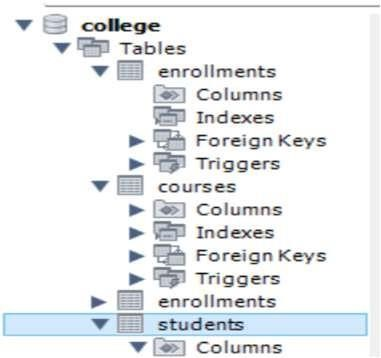 college
Tables
enrollments
Columns
Indexes
Foreign Keys
Triggers
courses
Columns
Indexes
Foreign Keys
Triggers
enrollments
students
Columns